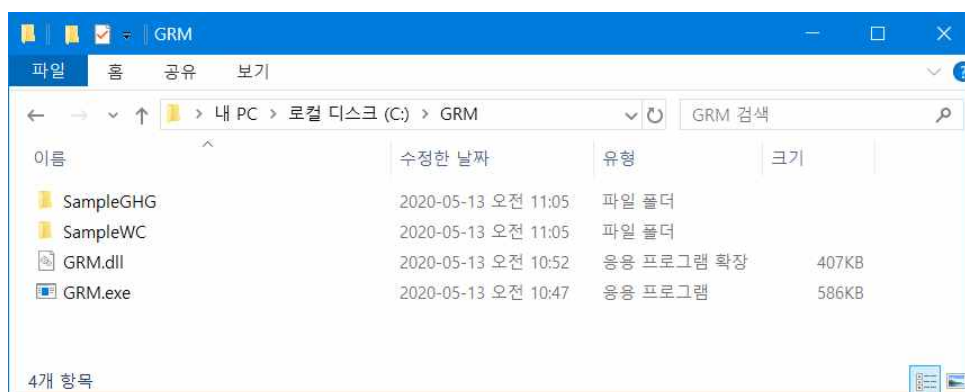 GRM
파일 홈 공유 보기
내 PC > 로컬 디스크 (C:) > GRM GRM 검색
이름 수정한 날짜 유형 크기
SampleGHG 2020-05-13 오전 11:05 파일 폴더
SampleWC 2020-05-13 오전 11:05 파일 폴더
GRM.dll 2020-05-13 오전 10:52 응용 프로그램 확장 407KB
GRM.exe 2020-05-13 오전 10:47 응용 프로그램 586KB
4개 항목